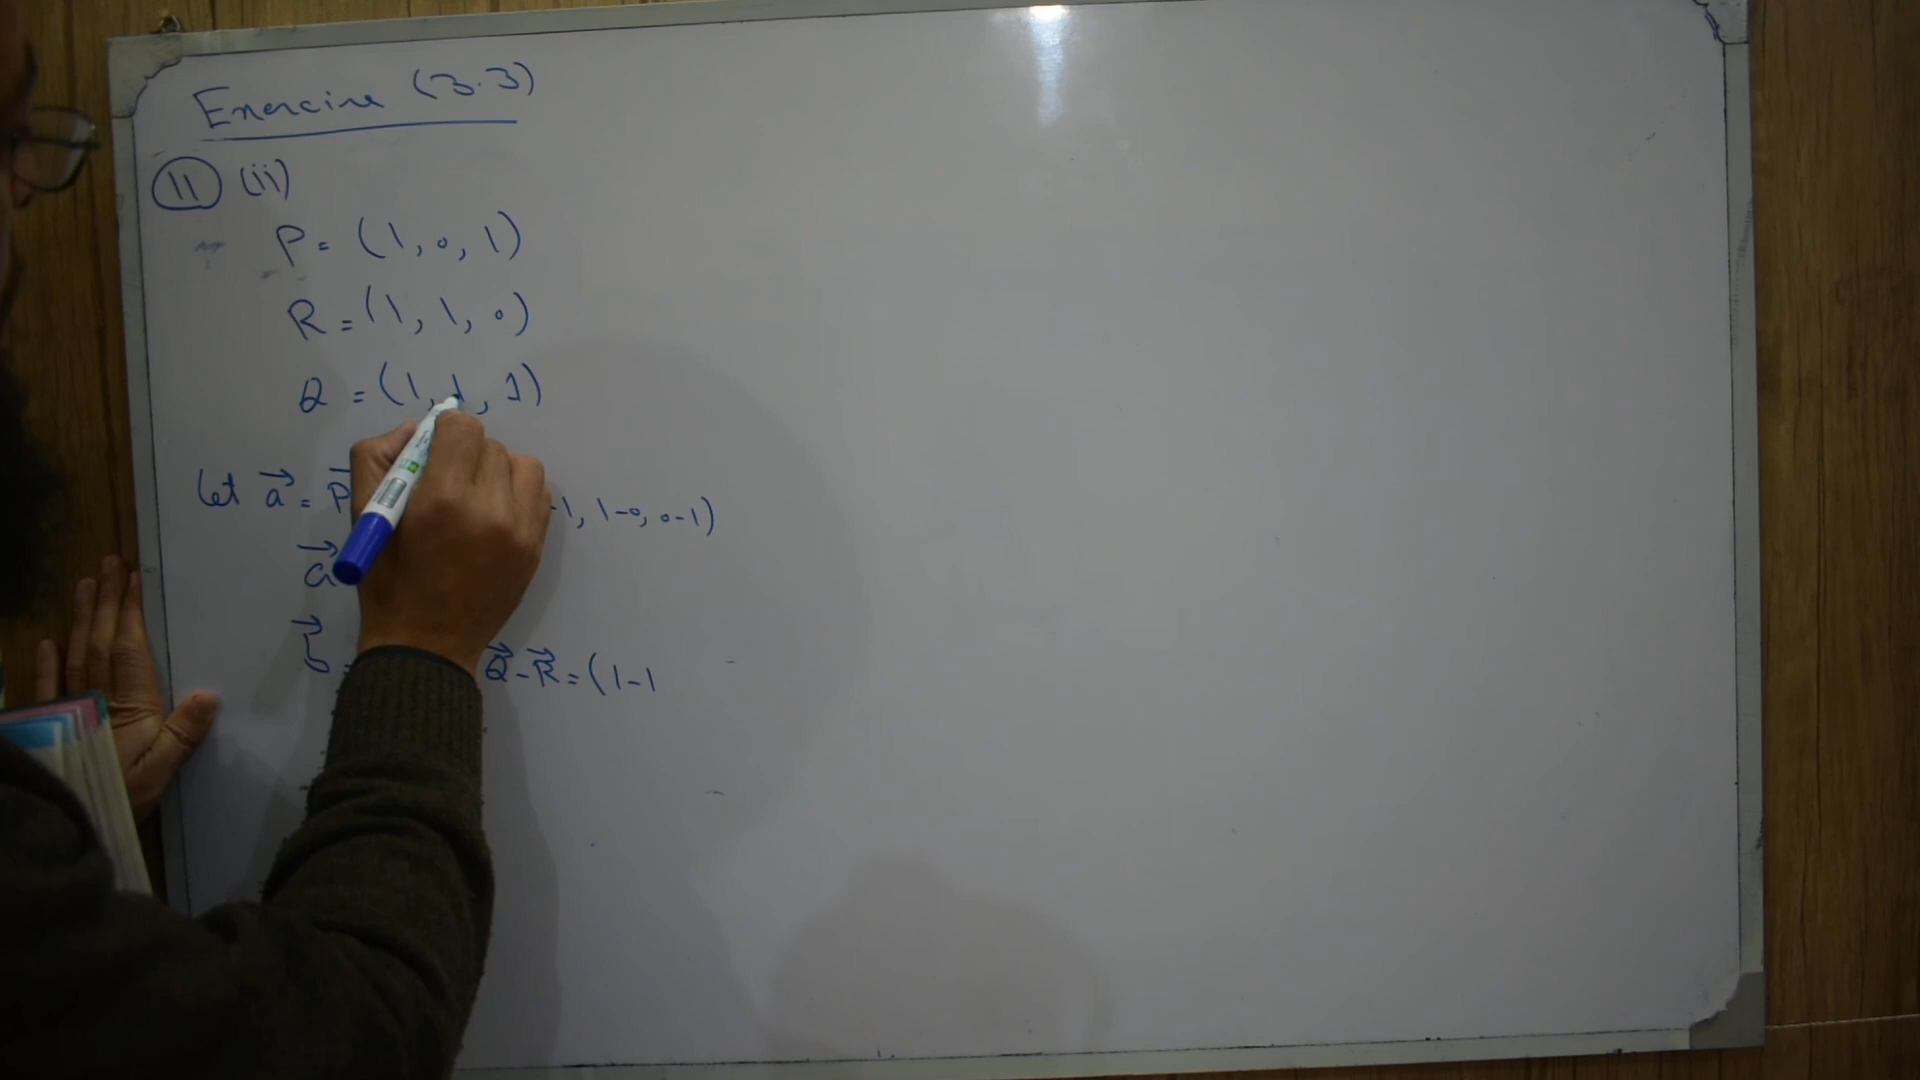 Exercise (3.3)
11 (ii)
P = (1, 0, 1)
R = (1, 1, 0)
Q = (1, 1, 1)
Let a⃗ = P⃗ -1, 1-0, 0-1)
a⃗
b⃗ = Q⃗-R⃗ = (1-1